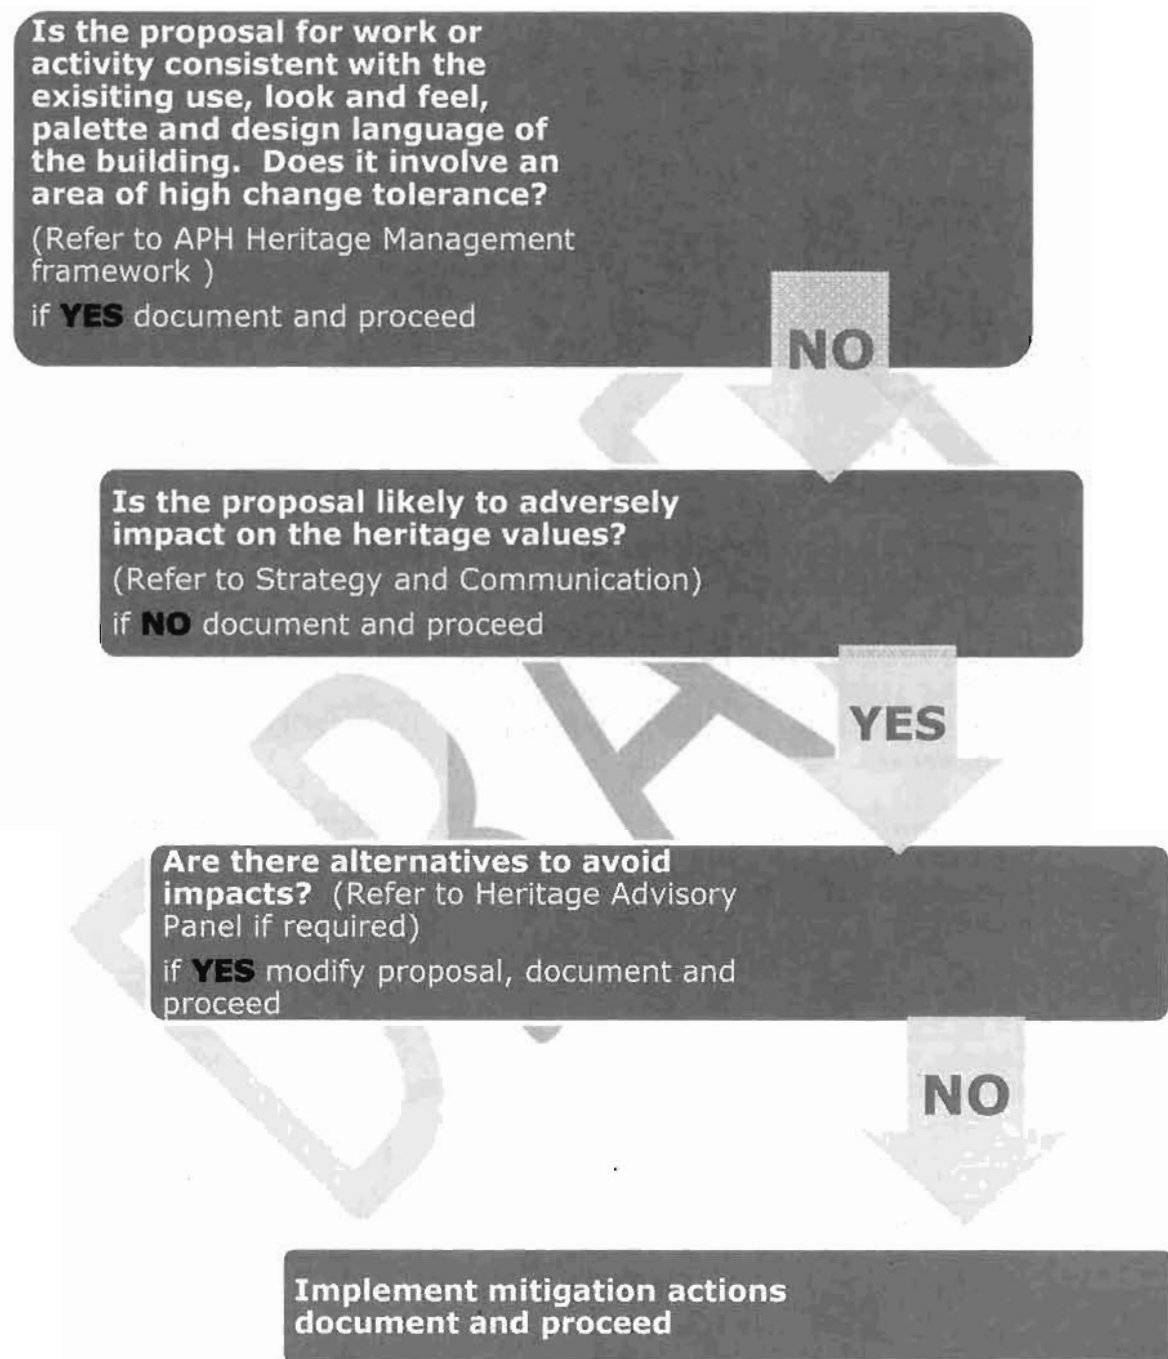 Is the proposal for work or
activity consistent with the
exisiting use, look and feel,
palette and design language of
the building.  Does it involve an
area of high change tolerance?
(Refer to APH Heritage Management
framework )
if YES document and proceed
NO
Is the proposal likely to adversely
impact on the heritage values?
(Refer to Strategy and Communication)
if NO document and proceed
YES
Are there alternatives to avoid
impacts?  (Refer to Heritage Advisory
Panel if required)
if YES modify proposal, document and
proceed
NO
Implement mitigation actions
document and proceed
DRAFT